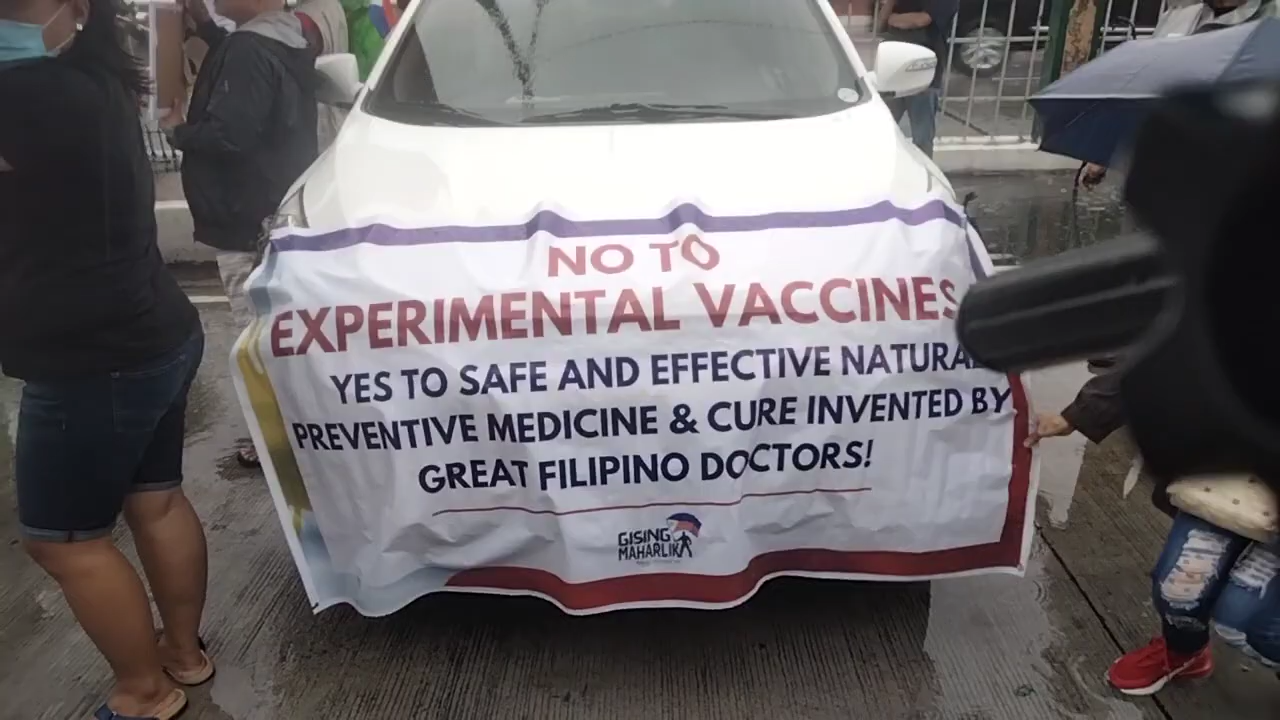 NO TO
EXPERIMENTAL VACCINES
YES TO SAFE AND EFFECTIVE NATURAL
PREVENTIVE MEDICINE & CURE INVENTED BY
GREAT FILIPINO DOCTORS!
GISING
MAHARLIKA